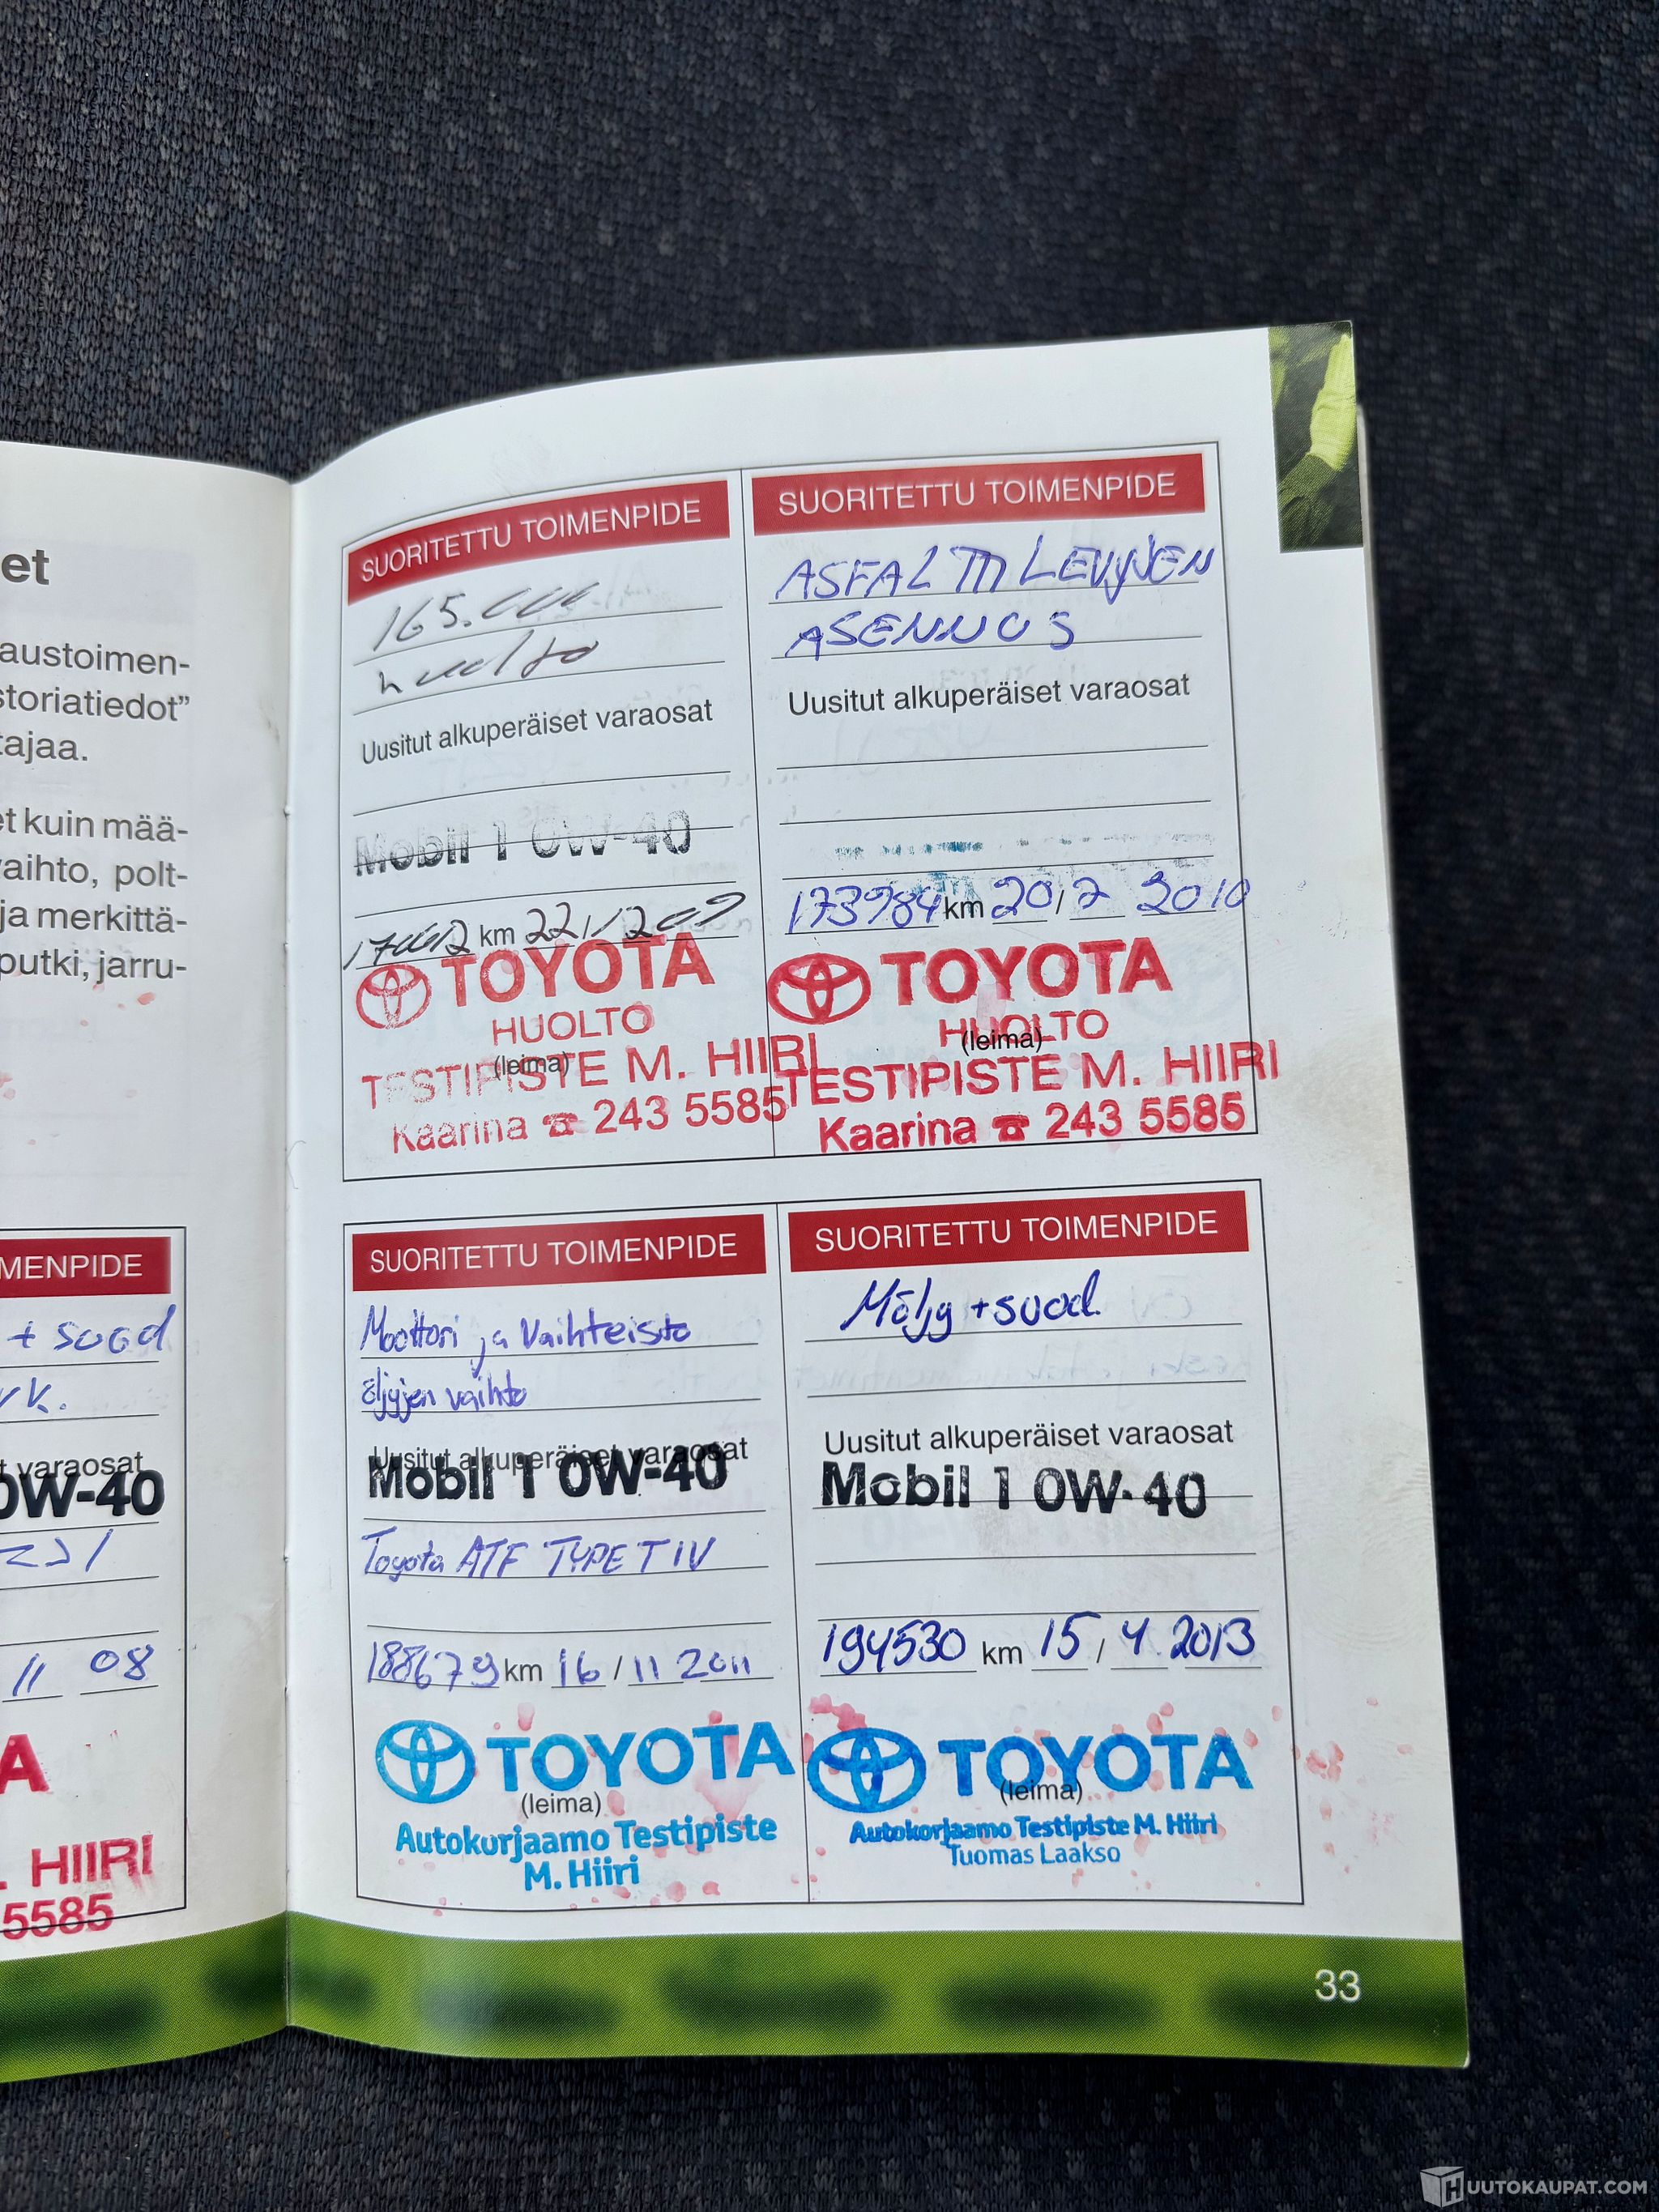 et
austoimen-
storiatiedot”
tajaa.
et kuin mää-
vaihto, polt-
ja merkittä-
putki, jarru-
MENPIDE
+ suod
vk.
t varaosat
0W-40
11 08
A
. HIIRI
5585
SUORITETTU TOIMENPIDE
165.000
huolto
Uusitut alkuperäiset varaosat
Mobil 1 0W-40
km 22/
TOYOTA
HUOLTO
(leima)
TESTIPISTE M. HIIRI
Kaarina ☎ 243 5585
SUORITETTU TOIMENPIDE
ASFALTTI LEVYJEN
ASENNUS
Uusitut alkuperäiset varaosat
173984 km 20/7 2010
TOYOTA
HUOLTO
(leima)
TESTIPISTE M. HIIRI
Kaarina ☎ 243 5585
SUORITETTU TOIMENPIDE
Moottori ja Vaihteisto
öljyjen vaihto
Uusitut alkuperäiset varaosat
Mobil 1 0W-40
Toyota ATF TYPE T IV
188679 km 16/11 2011
TOYOTA
(leima)
Autokorjaamo Testipiste
M. Hiiri
SUORITETTU TOIMENPIDE
Möljy + suod.
Uusitut alkuperäiset varaosat
Mobil 1 0W-40
194530 km 15/4 2013
TOYOTA
(leima)
Autokorjaamo Testipiste M. Hiiri
Tuomas Laakso
33
HUUTOKAUPAT.COM